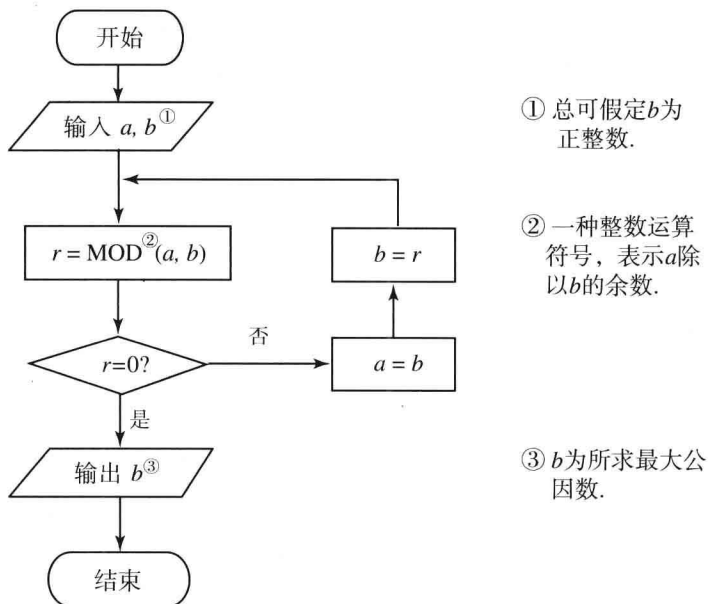 开始
输入 a, b①
① 总可假定b为
正整数.
r = MOD②(a, b)
b = r
② 一种整数运算
符号，表示a除
以b的余数.
r=0?
否
a = b
是
输出 b③
③ b为所求最大公
因数.
结束